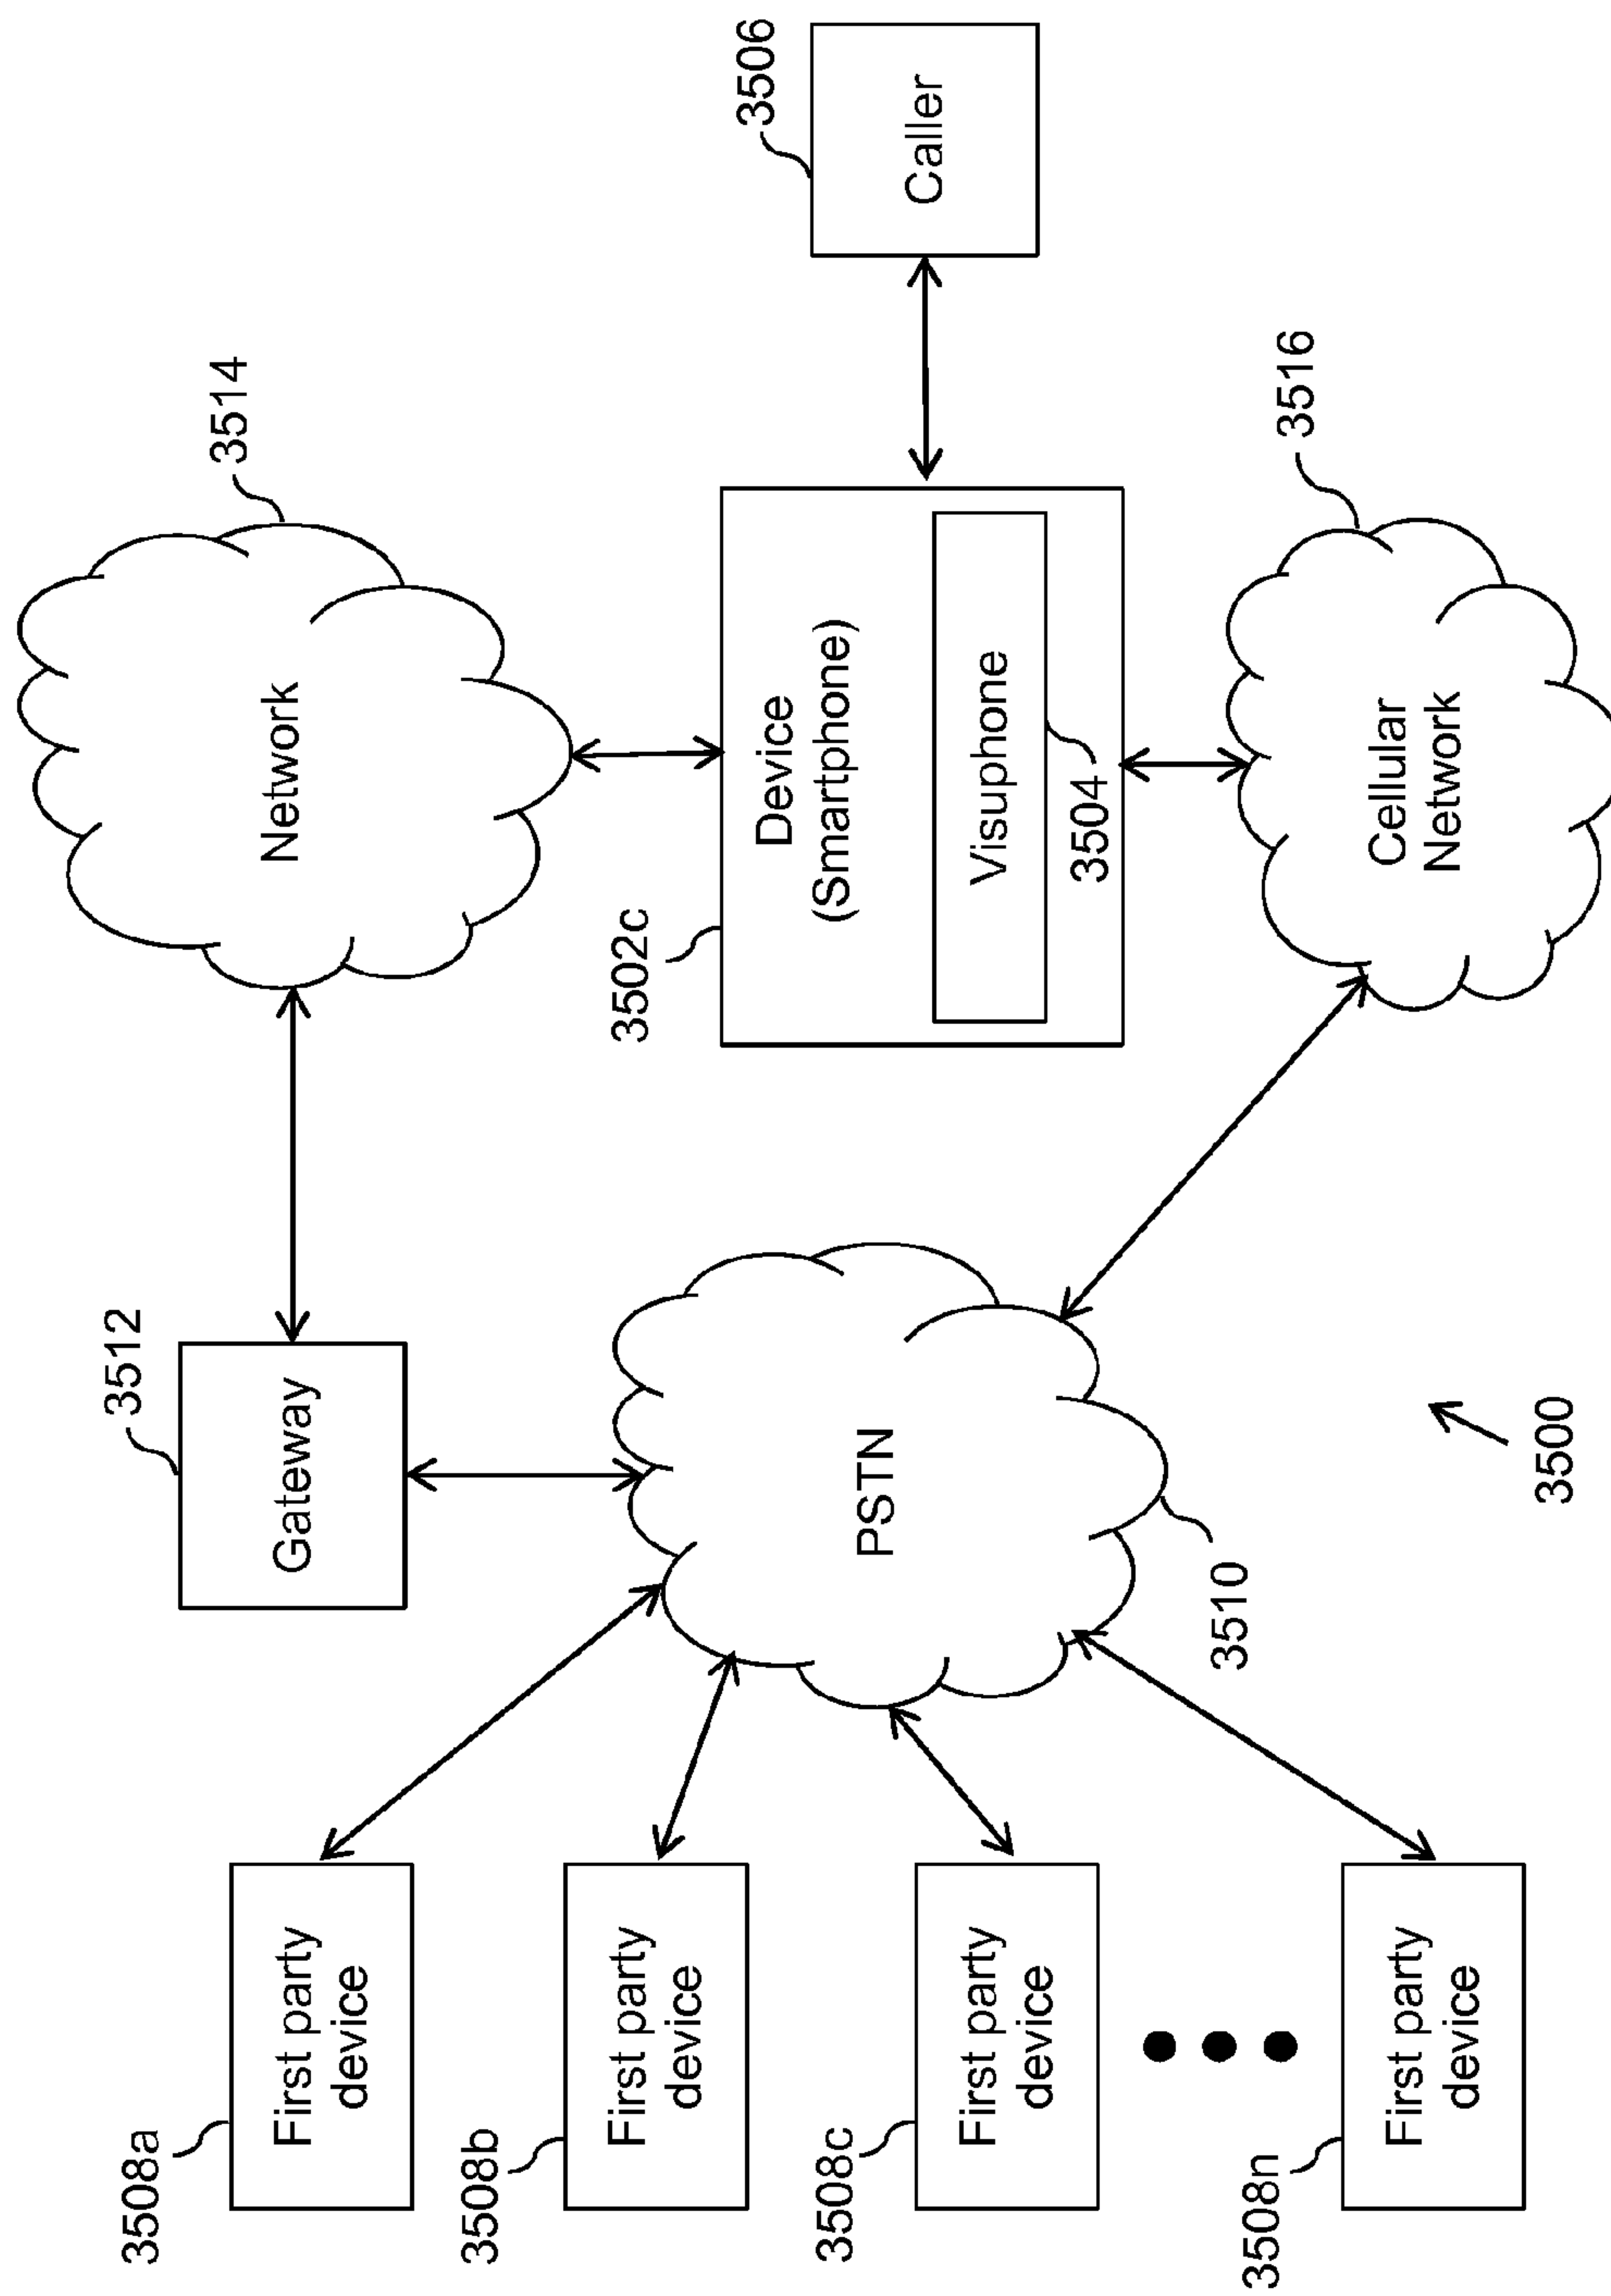 3508a
First party
device
3508b
First party
device
3508c
First party
device
3508n
First party
device
3512
Gateway
PSTN
3510
3500
3514
Network
3502c
Device
(Smartphone)
Visuphone
3504
3516
Cellular
Network
3506
Caller